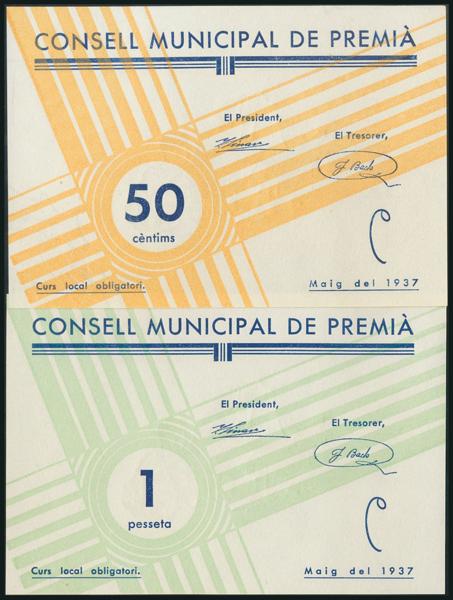 CONSELL MUNICIPAL DE PREMIÀ
El President,
El Tresorer,
50
cèntims
C
Curs local obligatori.
Maig del 1937
CONSELL MUNICIPAL DE PREMIÀ
El President,
El Tresorer,
1
pesseta
C
Curs local obligatori.
Maig del 1937